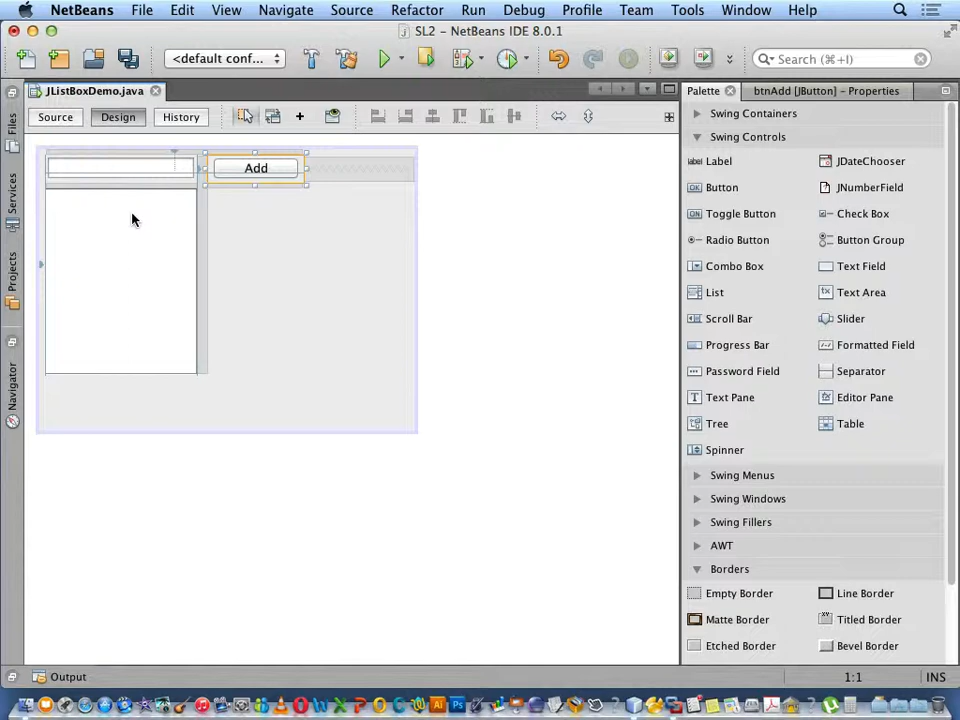 NetBeans File Edit View Navigate Source Refactor Run Debug Profile Team Tools Window Help
SL2 - NetBeans IDE 8.0.1
<default conf... Search (⌘+I)
JListBoxDemo.java
Palette btnAdd [JButton] - Properties
Source Design History
Swing Containers
Swing Controls
Label JDateChooser
Button JNumberField
Toggle Button Check Box
Radio Button Button Group
Combo Box Text Field
List Text Area
Scroll Bar Slider
Progress Bar Formatted Field
Password Field Separator
Text Pane Editor Pane
Tree Table
Spinner
Swing Menus
Swing Windows
Swing Fillers
AWT
Borders
Empty Border Line Border
Matte Border Titled Border
Etched Border Bevel Border
Add
Files
Services
Projects
Navigator
Output
1:1 INS